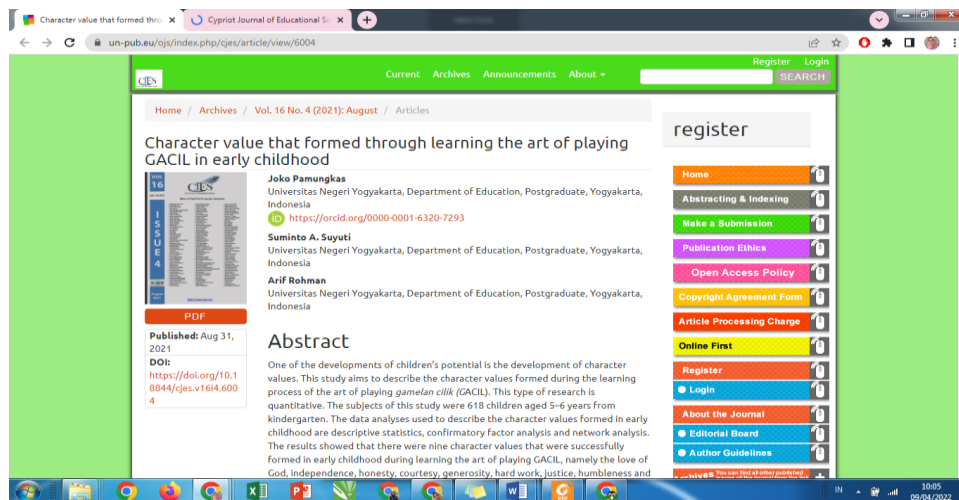 Character value that formed thro
Cypriot Journal of Educational Sc
un-pub.eu/ojs/index.php/cjes/article/view/6004
Register Login
CJES
Current Archives Announcements About
SEARCH
Home / Archives / Vol. 16 No. 4 (2021): August / Articles
Character value that formed through learning the art of playing
GACIL in early childhood
VOL
16
CJES
ISSUE
4
PDF
Published: Aug 31,
2021
DOI:
https://doi.org/10.1
8844/cjes.v16i4.600
4
Joko Pamungkas
Universitas Negeri Yogyakarta, Department of Education, Postgraduate, Yogyakarta,
Indonesia
iD https://orcid.org/0000-0001-6320-7293
Suminto A. Suyuti
Universitas Negeri Yogyakarta, Department of Education, Postgraduate, Yogyakarta,
Indonesia
Arif Rohman
Universitas Negeri Yogyakarta, Department of Education, Postgraduate, Yogyakarta,
Indonesia
Abstract
One of the developments of children's potential is the development of character
values. This study aims to describe the character values formed during the learning
process of the art of playing gamelan cilik (GACIL). This type of research is
quantitative. The subjects of this study were 618 children aged 5–6 years from
kindergarten. The data analyses used to describe the character values formed in early
childhood are descriptive statistics, confirmatory factor analysis and network analysis.
The results showed that there were nine character values that were successfully
formed in early childhood during learning the art of playing GACIL, namely the love of
God, independence, honesty, courtesy, generosity, hard work, justice, humbleness and
register
Home
Abstracting & Indexing
Make a Submission
Publication Ethics
Open Access Policy
Copyright Agreement Form
Article Processing Charge
Online First
Register
Login
About the Journal
Editorial Board
Author Guidelines
You can find all other published
IN
10:05
09/04/2022